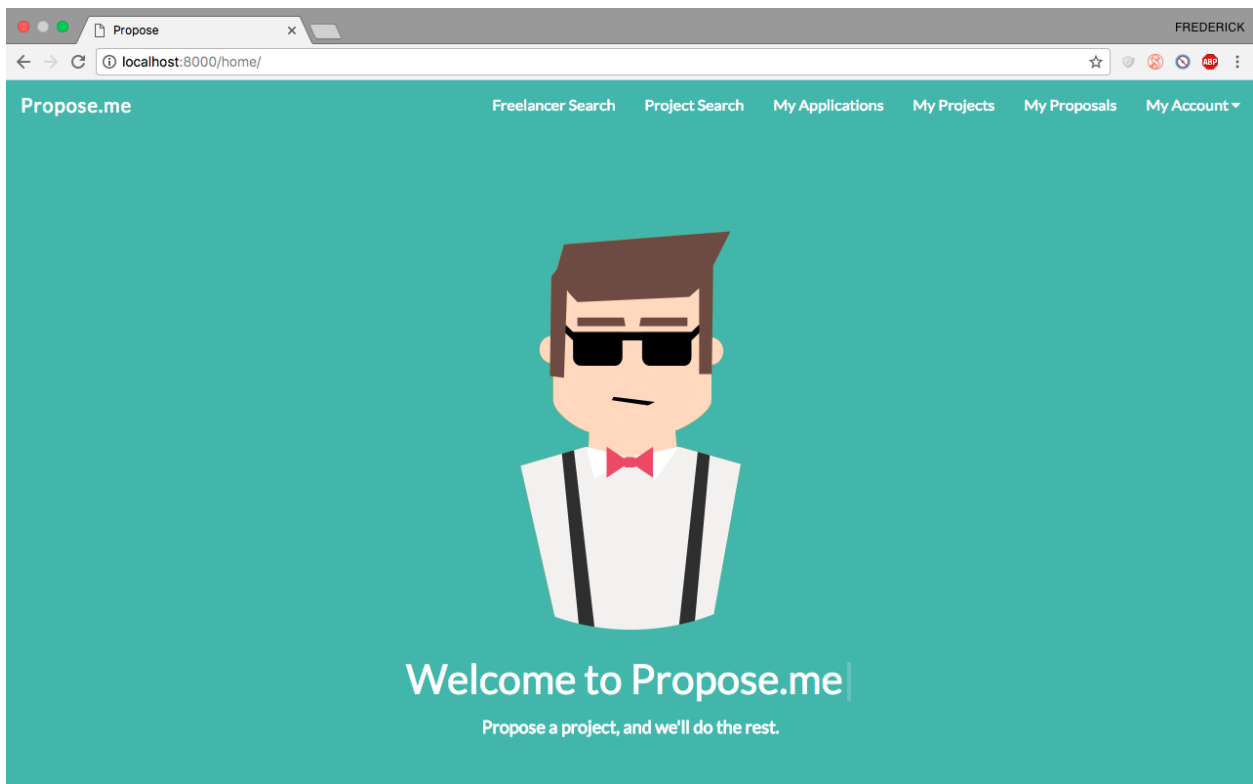 Propose
FREDERICK
localhost:8000/home/
ABP
Propose.me Freelancer Search Project Search My Applications My Projects My Proposals My Account
Welcome to Propose.me
Propose a project, and we'll do the rest.